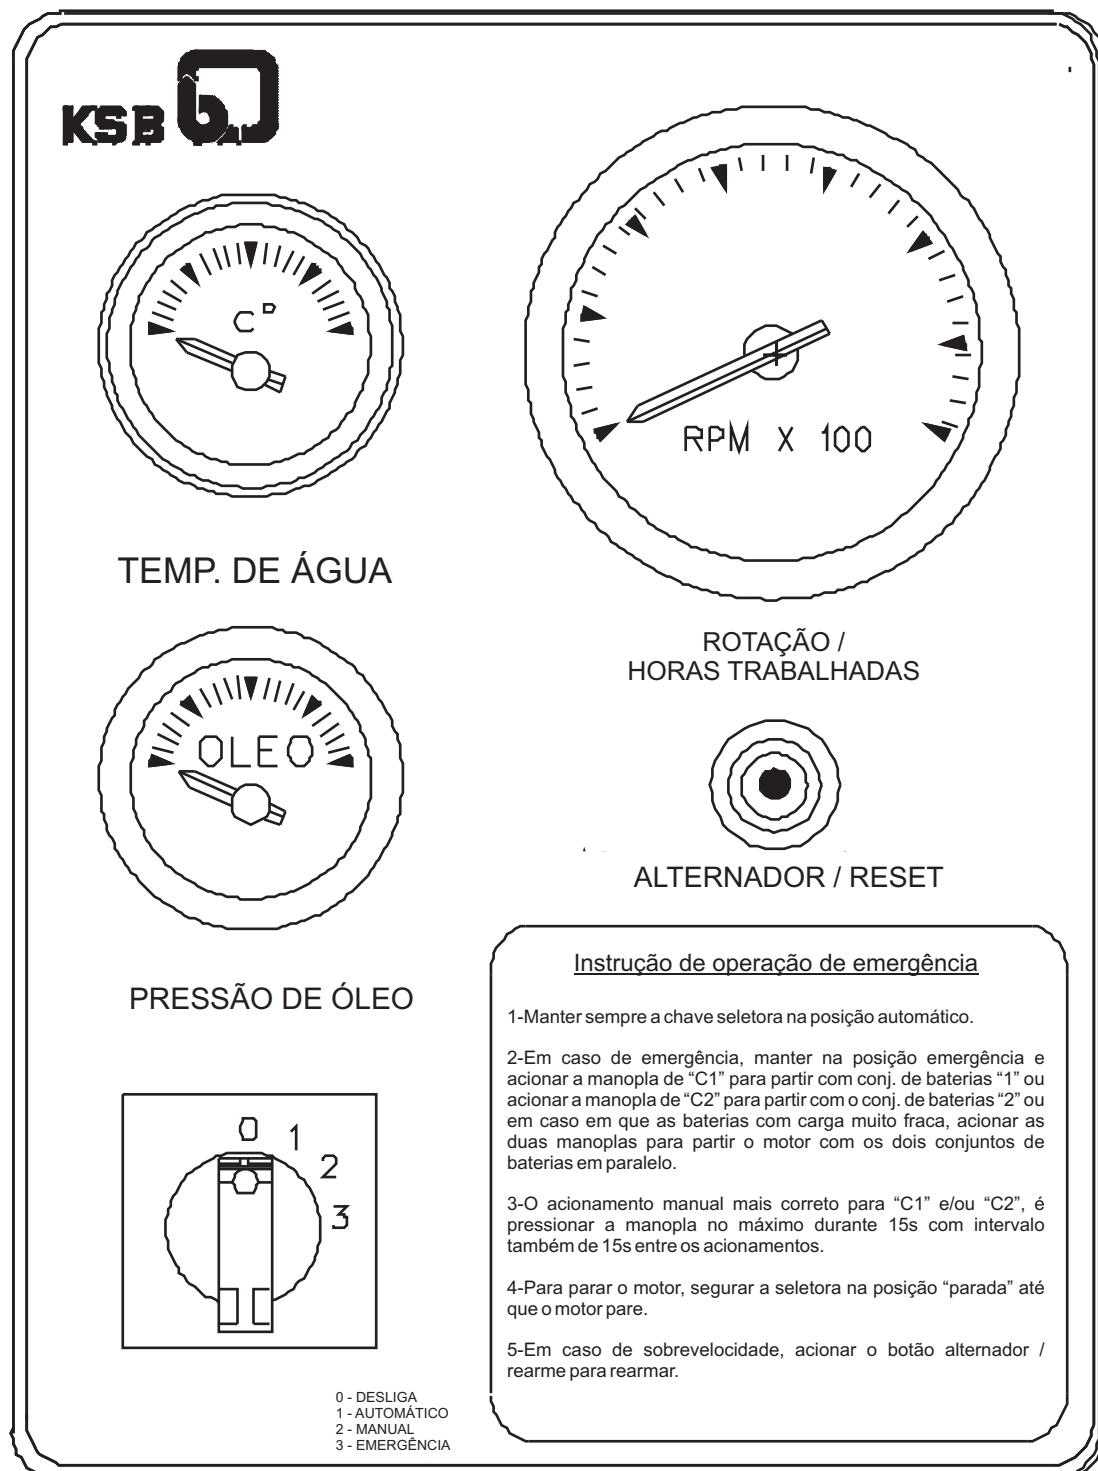 KSB
C°
TEMP. DE ÁGUA
RPM X 100
ROTAÇÃO /
HORAS TRABALHADAS
OLEO
PRESSÃO DE ÓLEO
ALTERNADOR / RESET
0
1
2
3
0 - DESLIGA
1 - AUTOMÁTICO
2 - MANUAL
3 - EMERGÊNCIA
Instrução de operação de emergência
1-Manter sempre a chave seletora na posição automático.
2-Em caso de emergência, manter na posição emergência e
acionar a manopla de “C1” para partir com conj. de baterias “1” ou
acionar a manopla de “C2” para partir com o conj. de baterias “2” ou
em caso em que as baterias com carga muito fraca, acionar as
duas manoplas para partir o motor com os dois conjuntos de
baterias em paralelo.
3-O acionamento manual mais correto para “C1” e/ou “C2”, é
pressionar a manopla no máximo durante 15s com intervalo
também de 15s entre os acionamentos.
4-Para parar o motor, segurar a seletora na posição “parada” até
que o motor pare.
5-Em caso de sobrevelocidade, acionar o botão alternador /
rearme para rearmar.